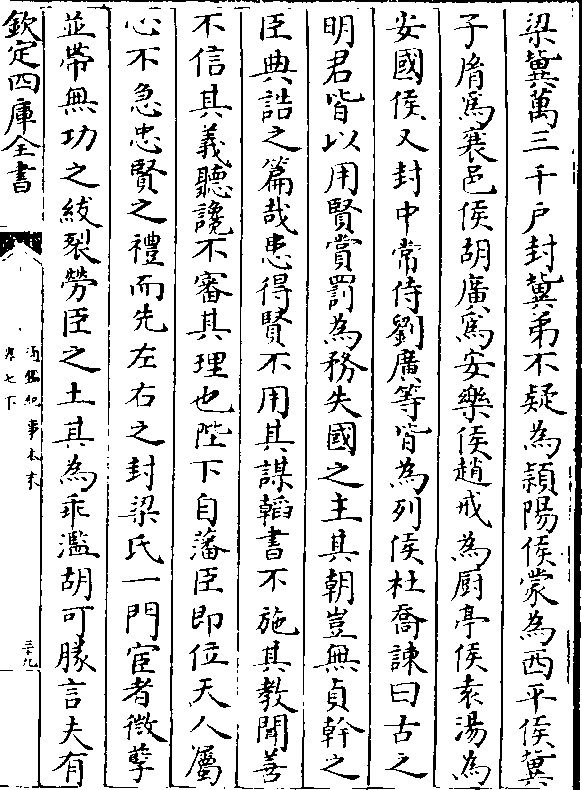 梁冀萬三千户封冀弟不疑為潁陽侯蒙為西平侯冀
子㣧為襄邑侯胡廣為安樂侯趙戒為厨亭侯袁湯為
安國侯又封中常侍劉廣等皆為列侯杜喬諫曰古之
明君皆以用賢賞罰為務失國之主其朝豈無貞幹之
臣典誥之篇哉患得賢不用其謀韜書不施其教聞善
不信其義聽讒不審其理也陛下自藩臣即位天人屬
心不急忠賢之禮而先左右之封梁氏一門宦者微孽
並帶無功之紱裂勞臣之土其為乖濫胡可勝言夫有
欽定四庫全書
通鑑紀事本末
卷七下
三十九